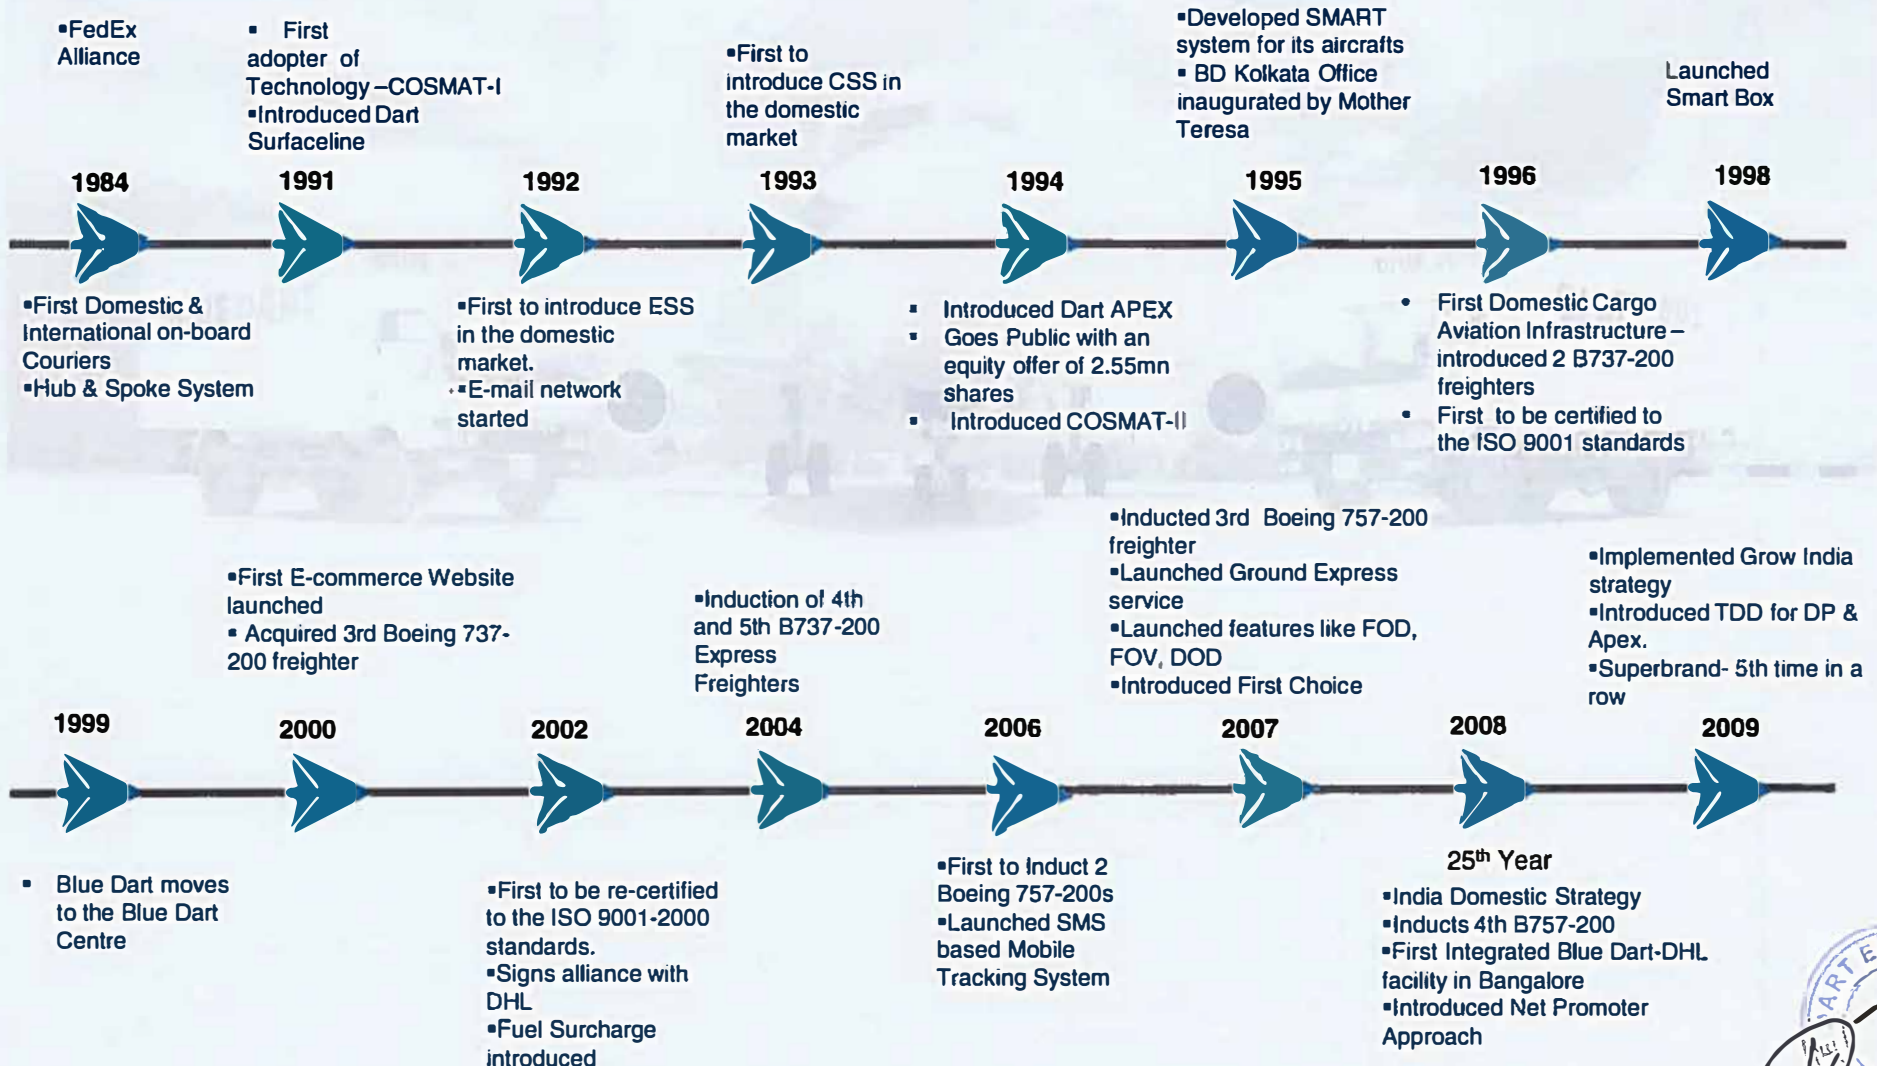 ▪FedEx
Alliance
▪ First
adopter of
Technology –COSMAT-I
▪Introduced Dart
Surfaceline
▪First to
introduce CSS in
the domestic
market
▪Developed SMART
system for its aircrafts
▪ BD Kolkata Office
inaugurated by Mother
Teresa
Launched
Smart Box
1984
1991
1992
1993
1994
1995
1996
1998
▪First Domestic &
International on-board
Couriers
▪Hub & Spoke System
▪First to introduce ESS
in the domestic
market.
▪E-mail network
started
▪ Introduced Dart APEX
▪ Goes Public with an
equity offer of 2.55mn
shares
▪ Introduced COSMAT-II
• First Domestic Cargo
Aviation Infrastructure –
introduced 2 B737-200
freighters
• First to be certified to
the ISO 9001 standards
▪First E-commerce Website
launched
▪ Acquired 3rd Boeing 737-
200 freighter
▪Induction of 4th
and 5th B737-200
Express
Freighters
▪Inducted 3rd Boeing 757-200
freighter
▪Launched Ground Express
service
▪Launched features like FOD,
FOV, DOD
▪Introduced First Choice
▪Implemented Grow India
strategy
▪Introduced TDD for DP &
Apex.
▪Superbrand- 5th time in a
row
1999
2000
2002
2004
2006
2007
2008
2009
▪ Blue Dart moves
to the Blue Dart
Centre
▪First to be re-certified
to the ISO 9001-2000
standards.
▪Signs alliance with
DHL
▪Fuel Surcharge
introduced
▪First to Induct 2
Boeing 757-200s
▪Launched SMS
based Mobile
Tracking System
25th Year
▪India Domestic Strategy
▪Inducts 4th B757-200
▪First Integrated Blue Dart-DHL
facility in Bangalore
▪Introduced Net Promoter
Approach